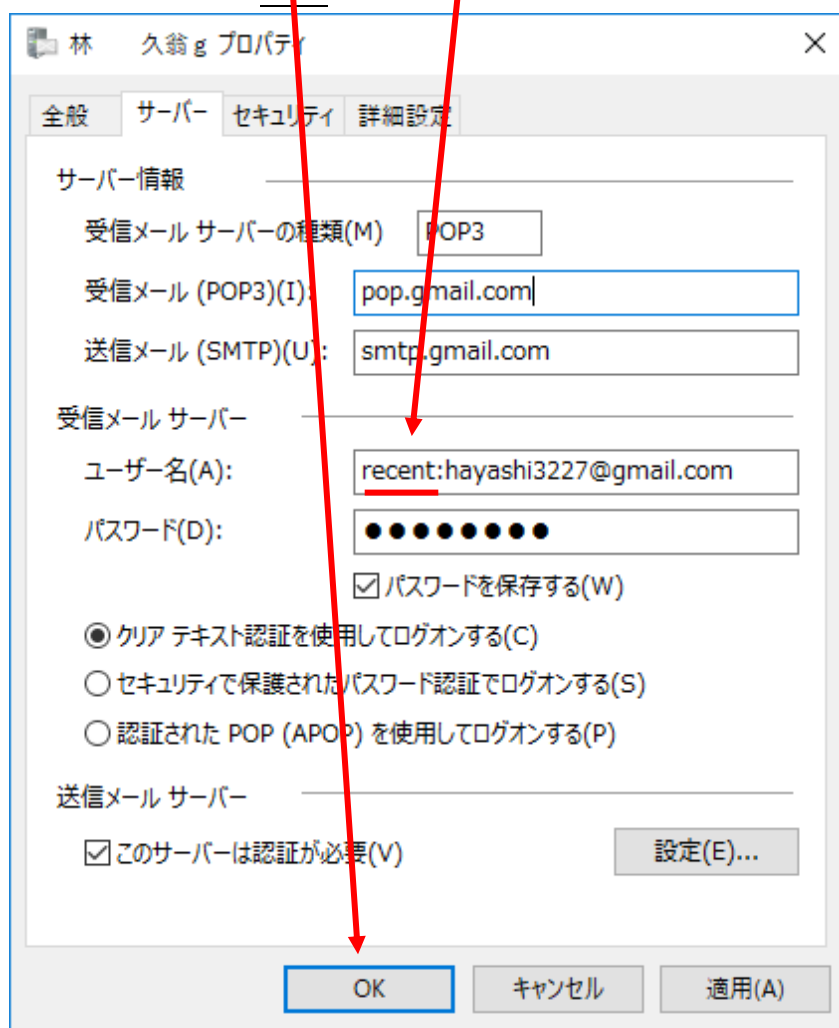 林 久翁ｇ プロパティ
全般 サーバー セキュリティ 詳細設定
サーバー情報
受信メール サーバーの種類(M) POP3
受信メール (POP3)(I): pop.gmail.com
送信メール (SMTP)(U): smtp.gmail.com
受信メール サーバー
ユーザー名(A): recent:hayashi3227@gmail.com
パスワード(D): ●●●●●●●●
パスワードを保存する(W)
クリア テキスト認証を使用してログオンする(C)
セキュリティで保護されたパスワード認証でログオンする(S)
認証された POP (APOP) を使用してログオンする(P)
送信メール サーバー
このサーバーは認証が必要(V) 設定(E)...
OK キャンセル 適用(A)